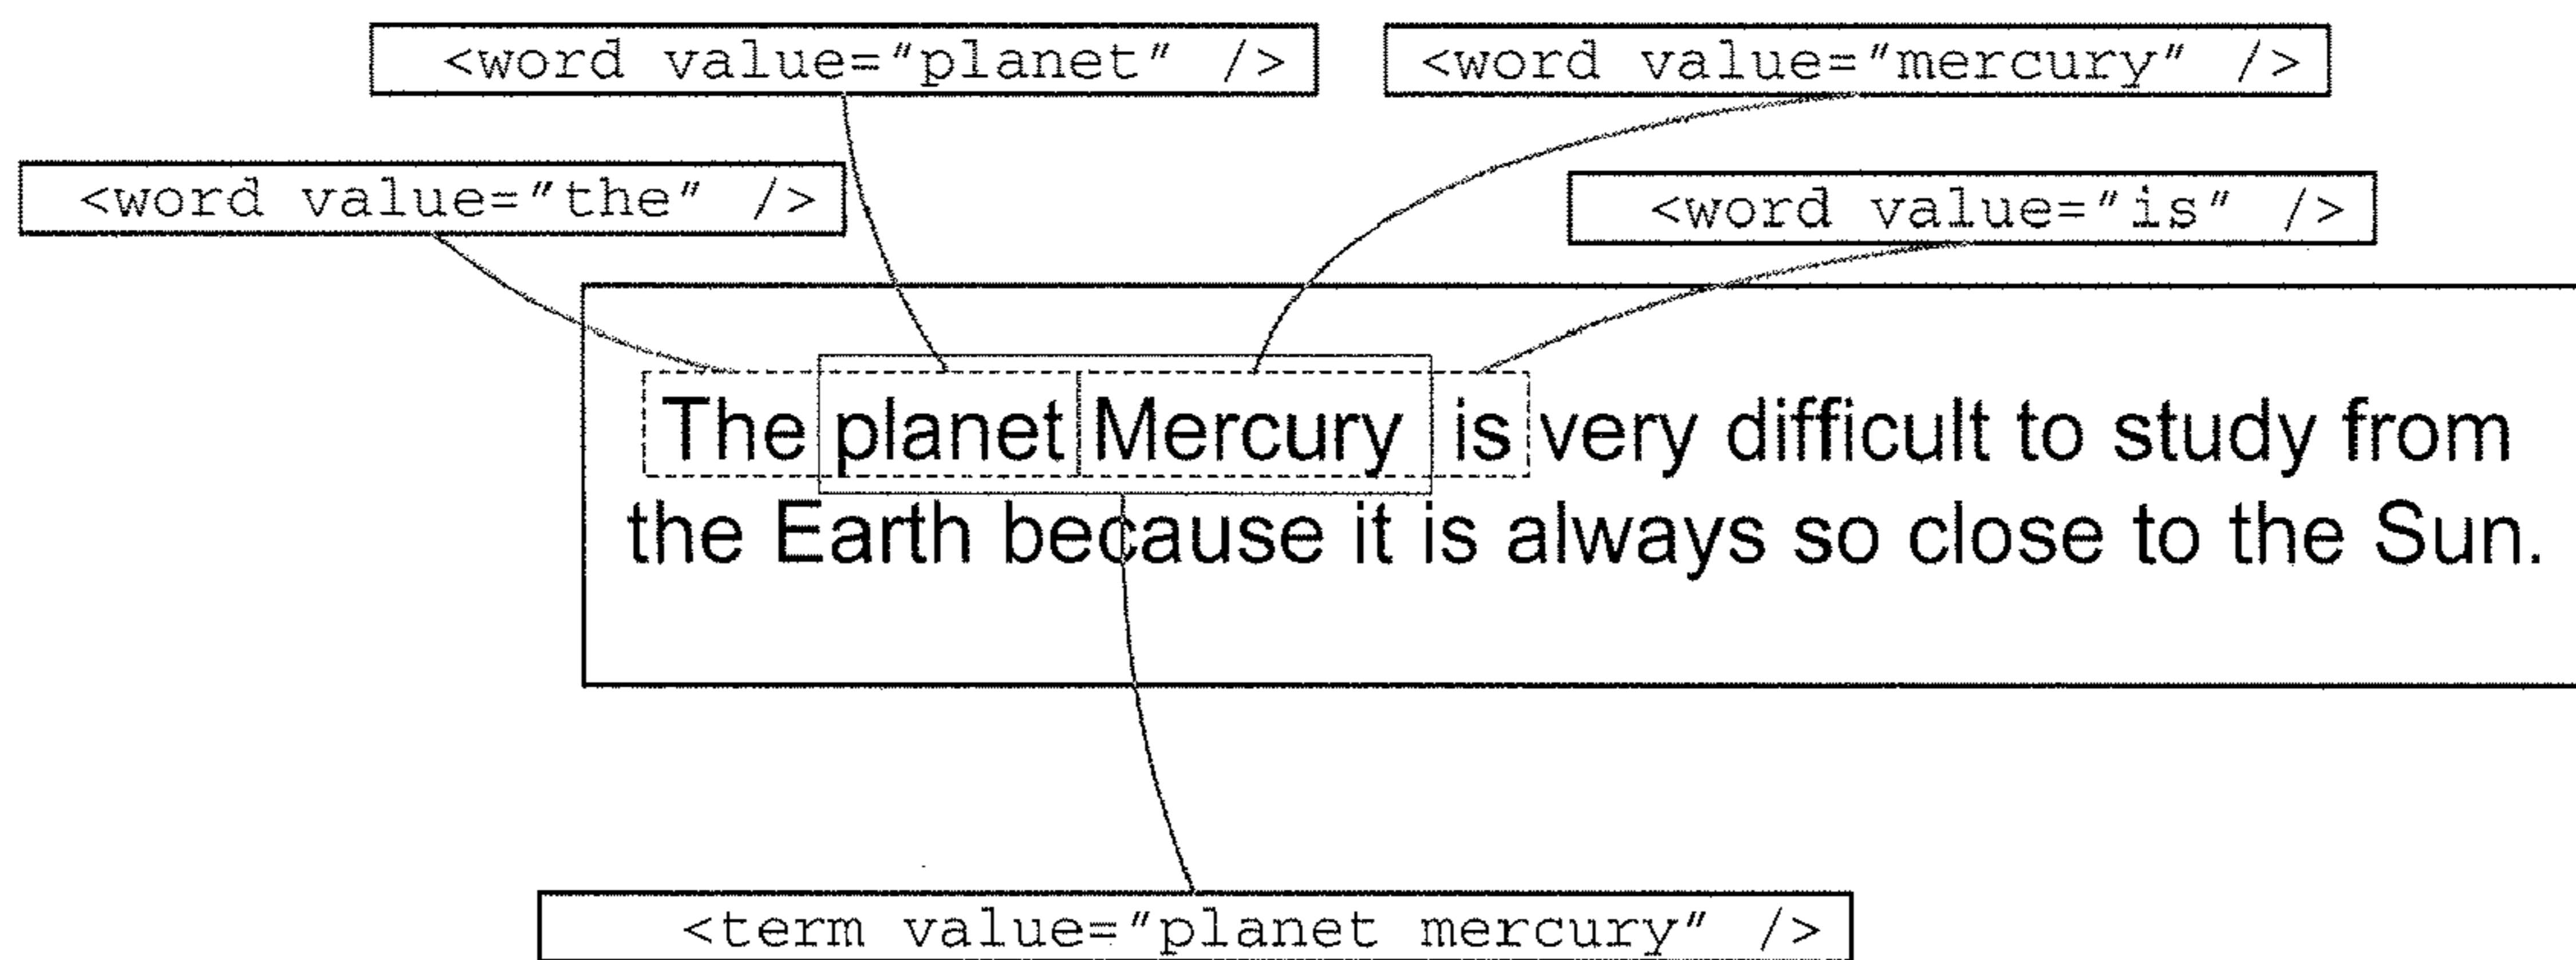 <word value="planet" />
<word value="mercury" />
<word value="the" />
<word value="is" />
The planet Mercury is very difficult to study from
the Earth because it is always so close to the Sun.
<term value="planet mercury" />